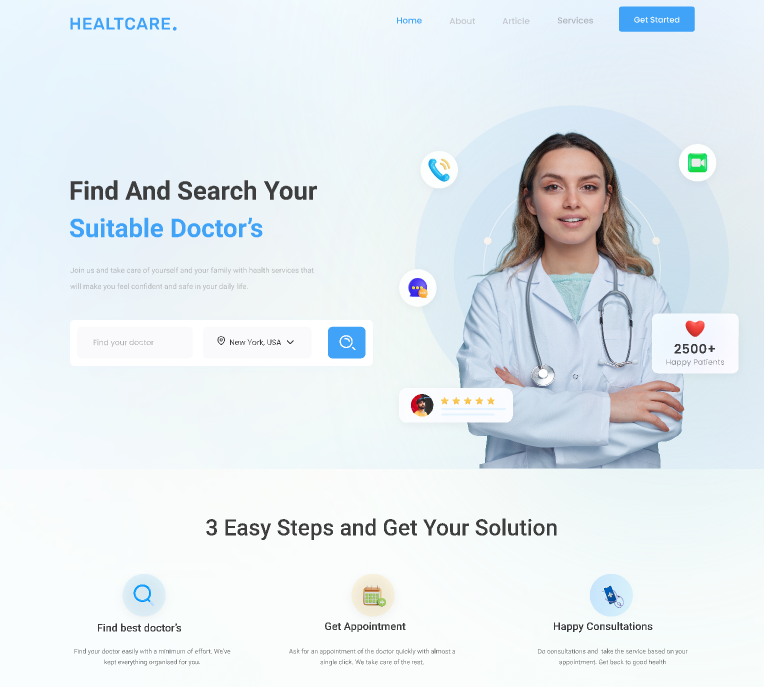 HEALTCARE.
Home
About
Article
Services
Get Started
Find And Search Your
Suitable Doctor's
Join us and take care of yourself and your family with health services that
will make you feel confident and safe in your daily life.
Find your doctor
New York, USA
2500+
Happy Patients
3 Easy Steps and Get Your Solution
Find best doctor's
Find your doctor easily with a minimum of effort. We've
kept everything organised for you.
Get Appointment
Ask for an appointment of the doctor quickly with almost a
single click. We take care of the rest.
Happy Consultations
Do consultations and take the service based on your
appointment. Get back to good health